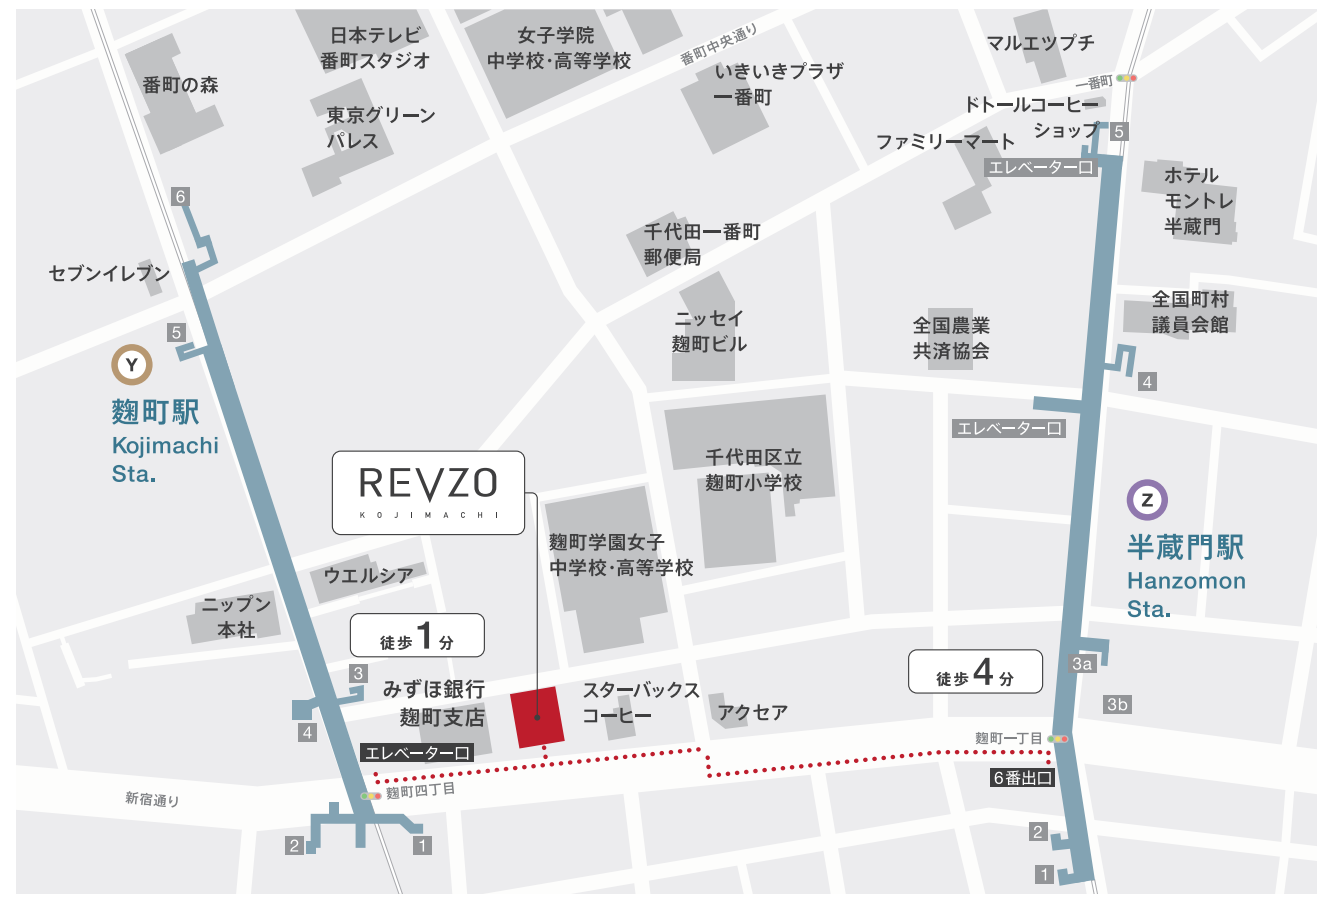 日本テレビ
番町スタジオ
女子学院
中学校・高等学校
番町中央通り
マルエツプチ
番町の森
いきいきプラザ
一番町
一番町
東京グリーン
パレス
ドトールコーヒー
ショップ
5
ファミリーマート
エレベーター口
ホテル
モントレ
半蔵門
6
千代田一番町
郵便局
セブンイレブン
全国町村
議員会館
5
ニッセイ
麴町ビル
全国農業
共済協会
Y
4
麴町駅
Kojimachi
Sta.
エレベーター口
千代田区立
麴町小学校
REVZO
KOJIMACHI
Z
半蔵門駅
Hanzomon
Sta.
麴町学園女子
中学校・高等学校
ウエルシア
ニップン
本社
徒歩1分
徒歩4分
3a
3
みずほ銀行
麴町支店
スターバックス
コーヒー
アクセア
3b
4
麴町一丁目
エレベーター口
6番出口
新宿通り
麴町四丁目
2
1
2
1